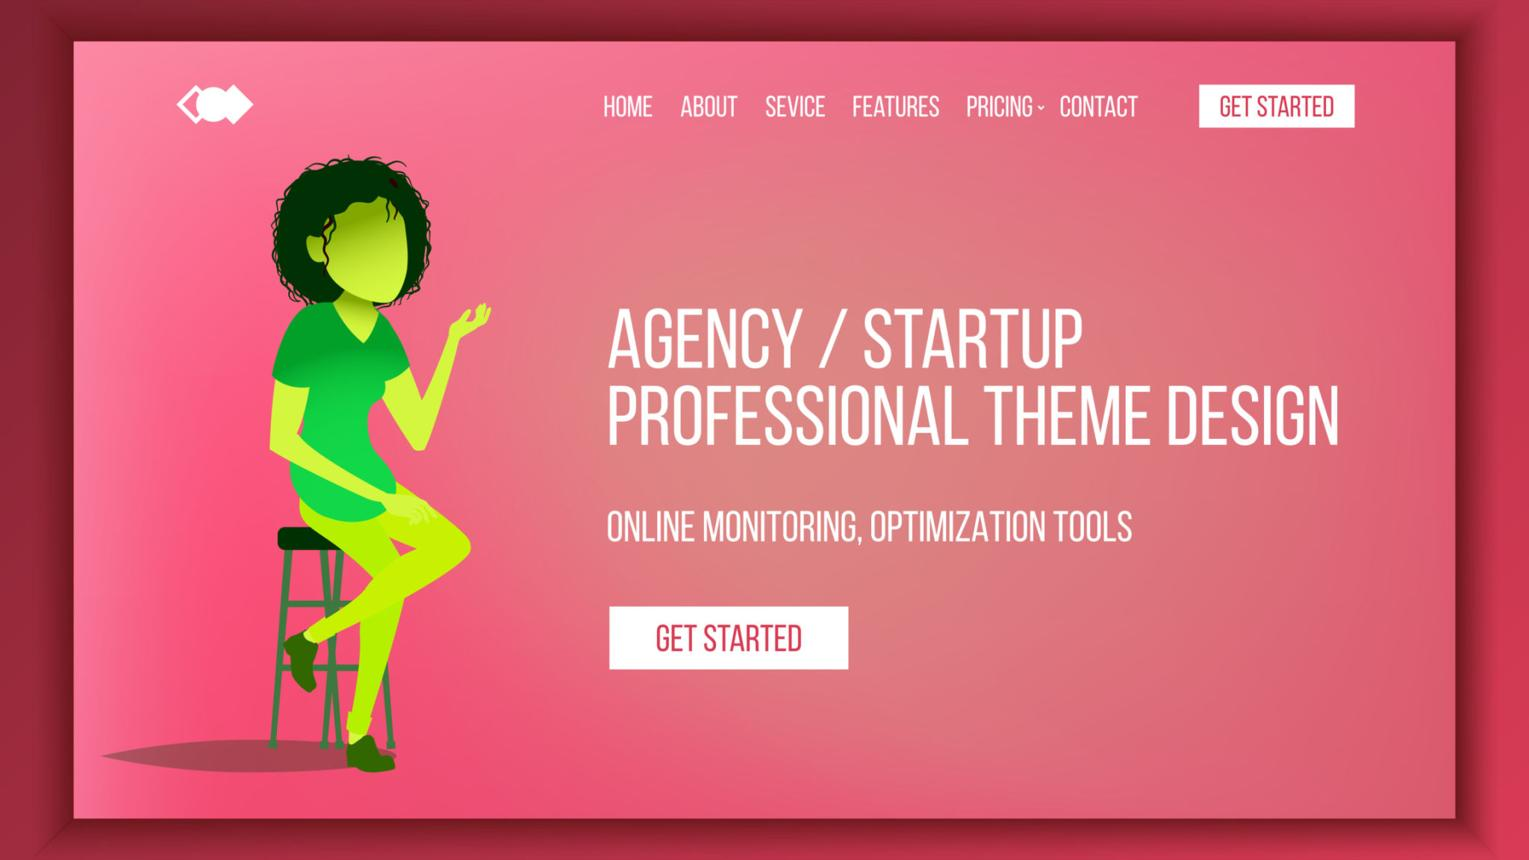 HOME ABOUT SEVICE FEATURES PRICING CONTACT GET STARTED
AGENCY / STARTUP
PROFESSIONAL THEME DESIGN
ONLINE MONITORING, OPTIMIZATION TOOLS
GET STARTED